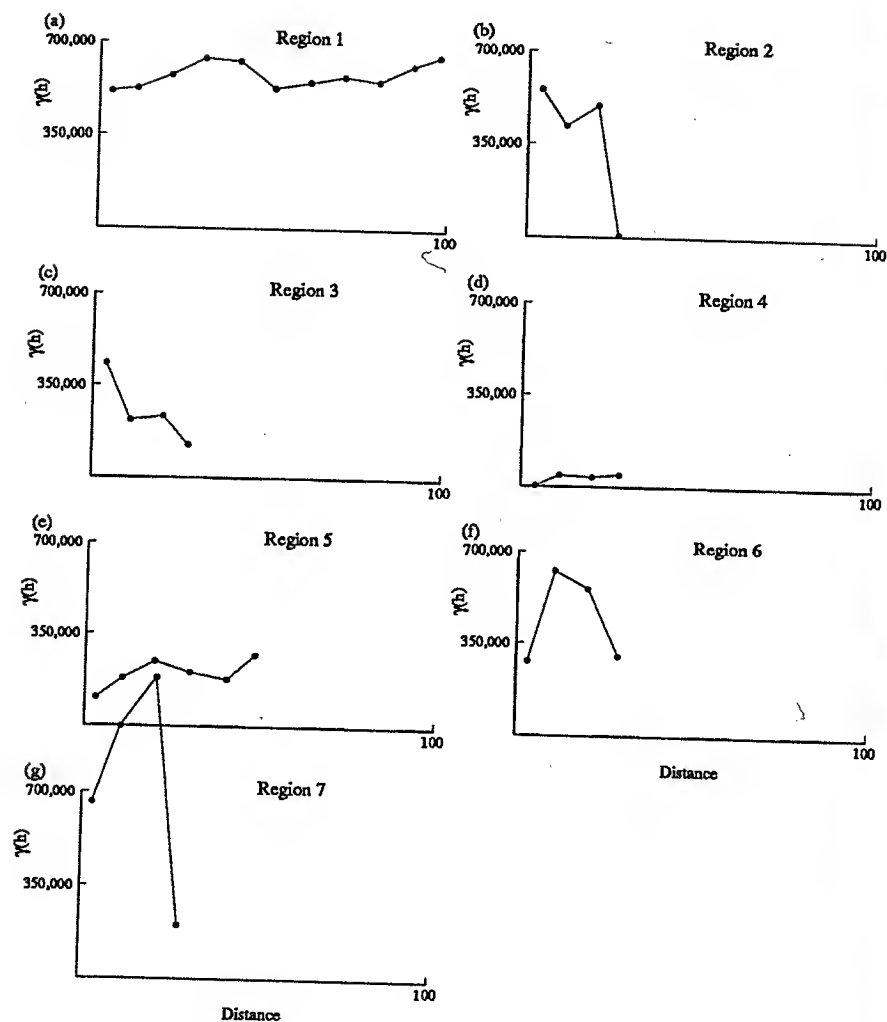 (a)
Region 1
700,000
γ(h)
350,000
100
(b)
Region 2
700,000
γ(h)
350,000
100
(c)
Region 3
700,000
γ(h)
350,000
100
(d)
Region 4
700,000
γ(h)
350,000
100
(e)
Region 5
700,000
γ(h)
350,000
100
(f)
Region 6
700,000
γ(h)
350,000
100
Distance
(g)
Region 7
700,000
γ(h)
350,000
100
Distance